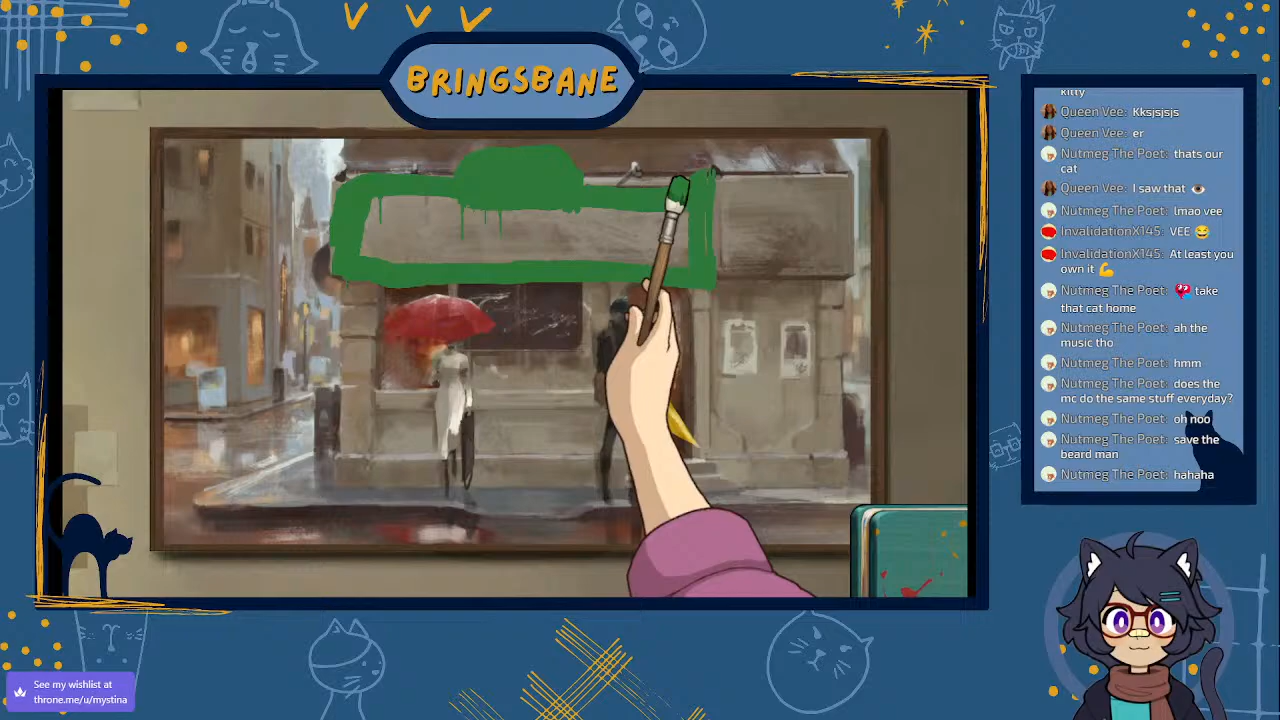 BRINGSBANE
kitty
Queen Vee: Kksjsjsjs
Queen Vee: er
Nutmeg The Poet: thats our
cat
Queen Vee: I saw that 👁
Nutmeg The Poet: lmao vee
InvalidationX145: VEE 😂
InvalidationX145: At least you
own it 💪
Nutmeg The Poet: take
that cat home
Nutmeg The Poet: ah the
music tho
Nutmeg The Poet: hmm
Nutmeg The Poet: does the
mc do the same stuff everyday?
Nutmeg The Poet: oh noo
Nutmeg The Poet: save the
beard man
Nutmeg The Poet: hahaha
See my wishlist at
throne.me/u/mystina